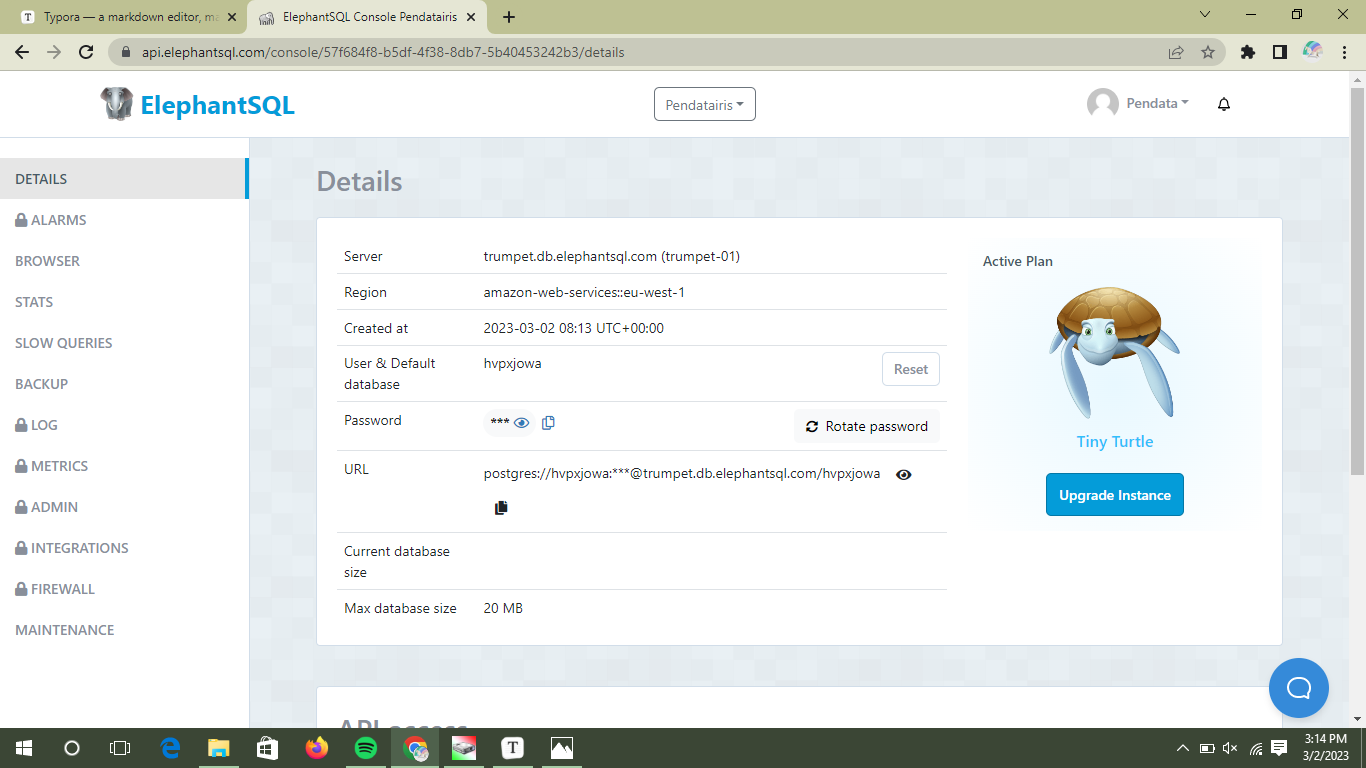 Typora — a markdown editor, ma
ElephantSQL Console Pendatairis
api.elephantsql.com/console/57f684f8-b5df-4f38-8db7-5b40453242b3/details
ElephantSQL
Pendatairis
Pendata
DETAILS
ALARMS
BROWSER
STATS
SLOW QUERIES
BACKUP
LOG
METRICS
ADMIN
INTEGRATIONS
FIREWALL
MAINTENANCE
Details
Server trumpet.db.elephantsql.com (trumpet-01)
Region amazon-web-services::eu-west-1
Created at 2023-03-02 08:13 UTC+00:00
User & Default
database
hvpxjowa
Reset
Password *** Rotate password
URL postgres://hvpxjowa:***@trumpet.db.elephantsql.com/hvpxjowa
Current database
size
Max database size 20 MB
Active Plan
Tiny Turtle
Upgrade Instance
API access
3:14 PM
3/2/2023